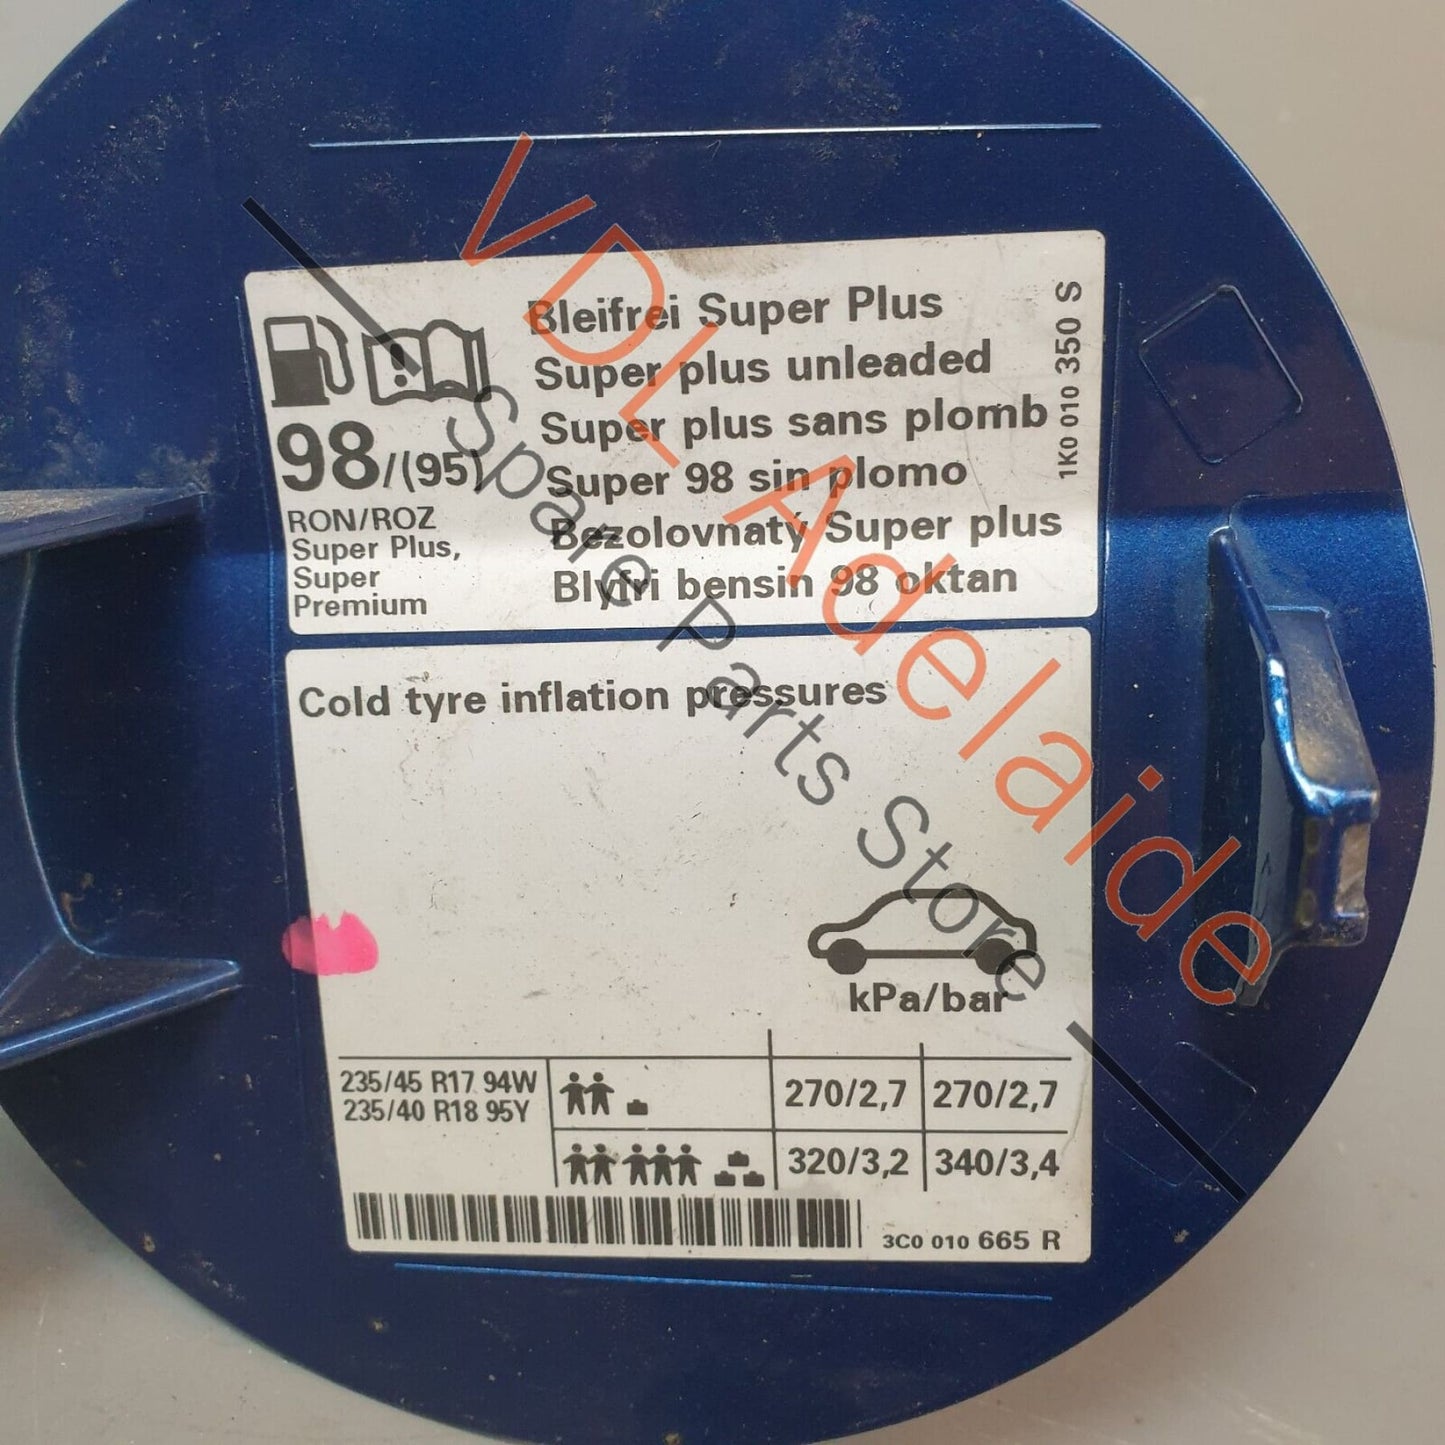 Bleifrei Super Plus
Super plus unleaded
Super plus sans plomb
Super 98 sin plomo
Bezolovnatý Super plus
Blyfri bensin 98 oktan
98/(95)
RON/ROZ
Super Plus,
Super
Premium
1K0 010 350 S
Cold tyre inflation pressures
kPa/bar
235/45 R17 94W
235/40 R18 95Y
270/2,7 270/2,7
320/3,2 340/3,4
3C0 010 665 R
VDL Adelaide
Spare Parts Store